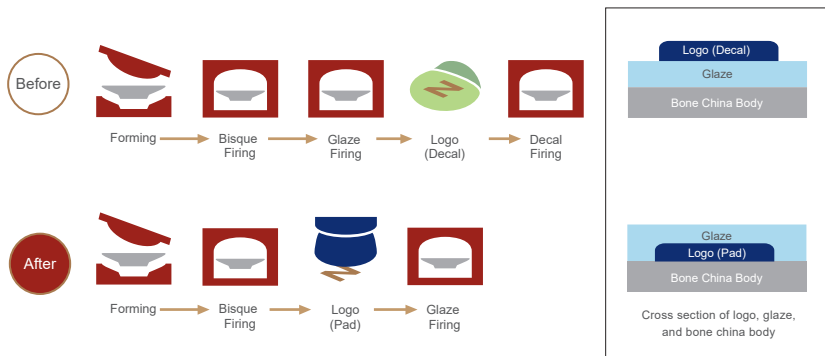 Before
Forming
Bisque
Firing
Glaze
Firing
Logo
(Decal)
Decal
Firing
Logo (Decal)
Glaze
Bone China Body
After
Forming
Bisque
Firing
Logo
(Pad)
Glaze
Firing
Glaze
Logo (Pad)
Bone China Body
Cross section of logo, glaze,
and bone china body